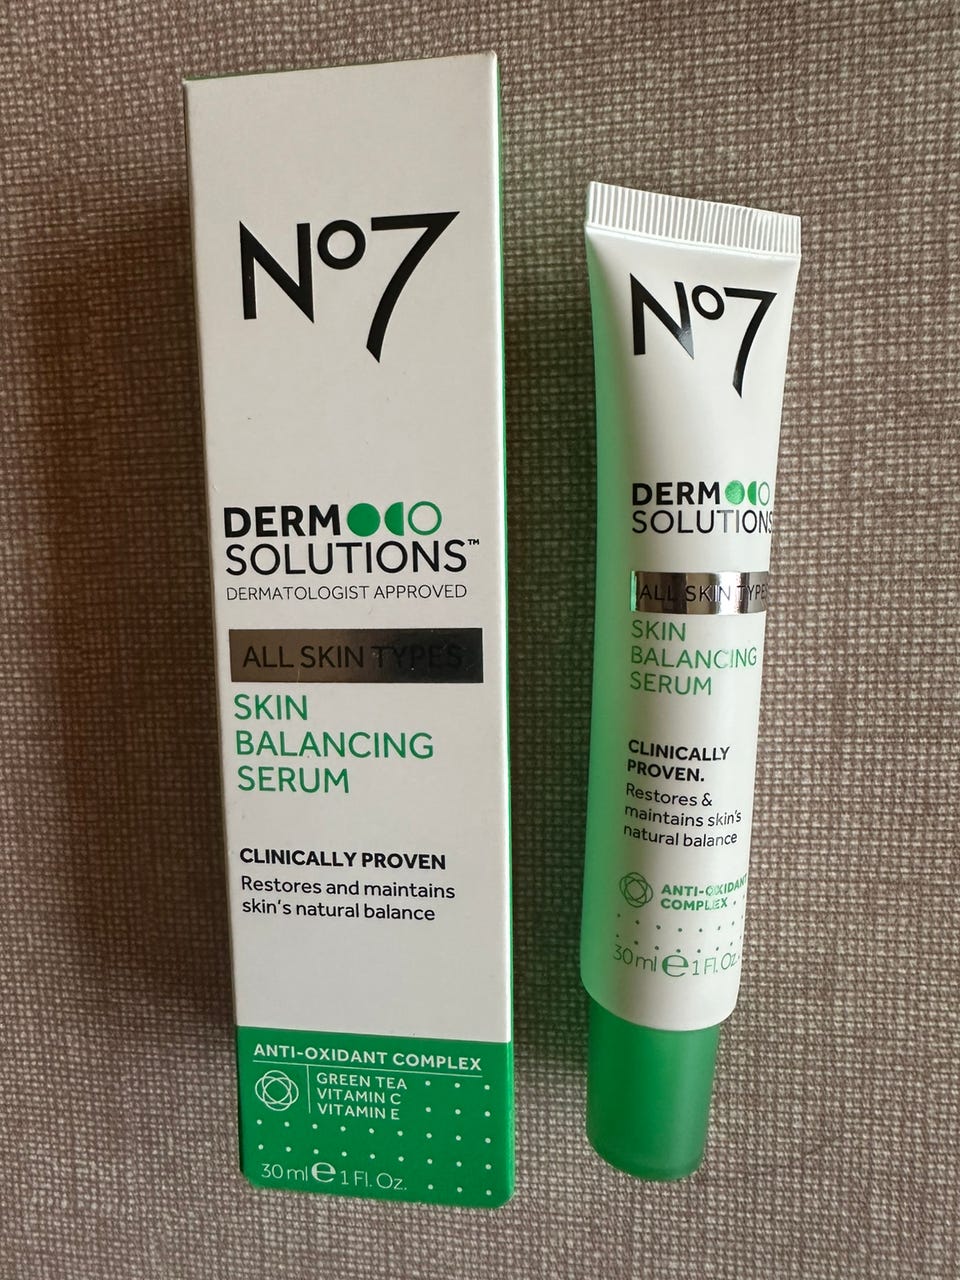 No7
DERM
SOLUTIONS™
DERMATOLOGIST APPROVED
ALL SKIN TYPES
SKIN
BALANCING
SERUM
CLINICALLY PROVEN
Restores and maintains
skin's natural balance
ANTI-OXIDANT COMPLEX
GREEN TEA
VITAMIN C
VITAMIN E
30 ml ℮ 1 Fl. Oz.
No7
DERM
SOLUTIONS
ALL SKIN TYPES
SKIN
BALANCING
SERUM
CLINICALLY
PROVEN.
Restores &
maintains skin's
natural balance
ANTI-OXIDANT
COMPLEX
30 ml ℮ 1 Fl. Oz.